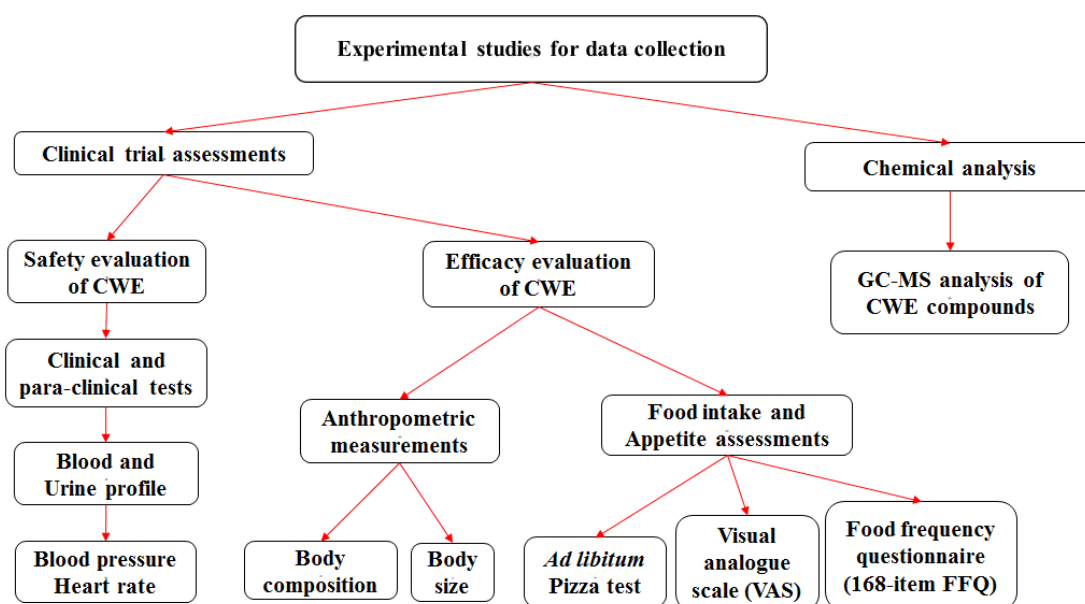 Experimental studies for data collection
Clinical trial assessments
Chemical analysis
Safety evaluation
of CWE
Efficacy evaluation
of CWE
GC-MS analysis of
CWE compounds
Clinical and
para-clinical tests
Anthropometric
measurements
Food intake and
Appetite assessments
Blood and
Urine profile
Blood pressure
Heart rate
Body
composition
Body
size
Ad libitum
Pizza test
Visual
analogue
scale (VAS)
Food frequency
questionnaire
(168-item FFQ)